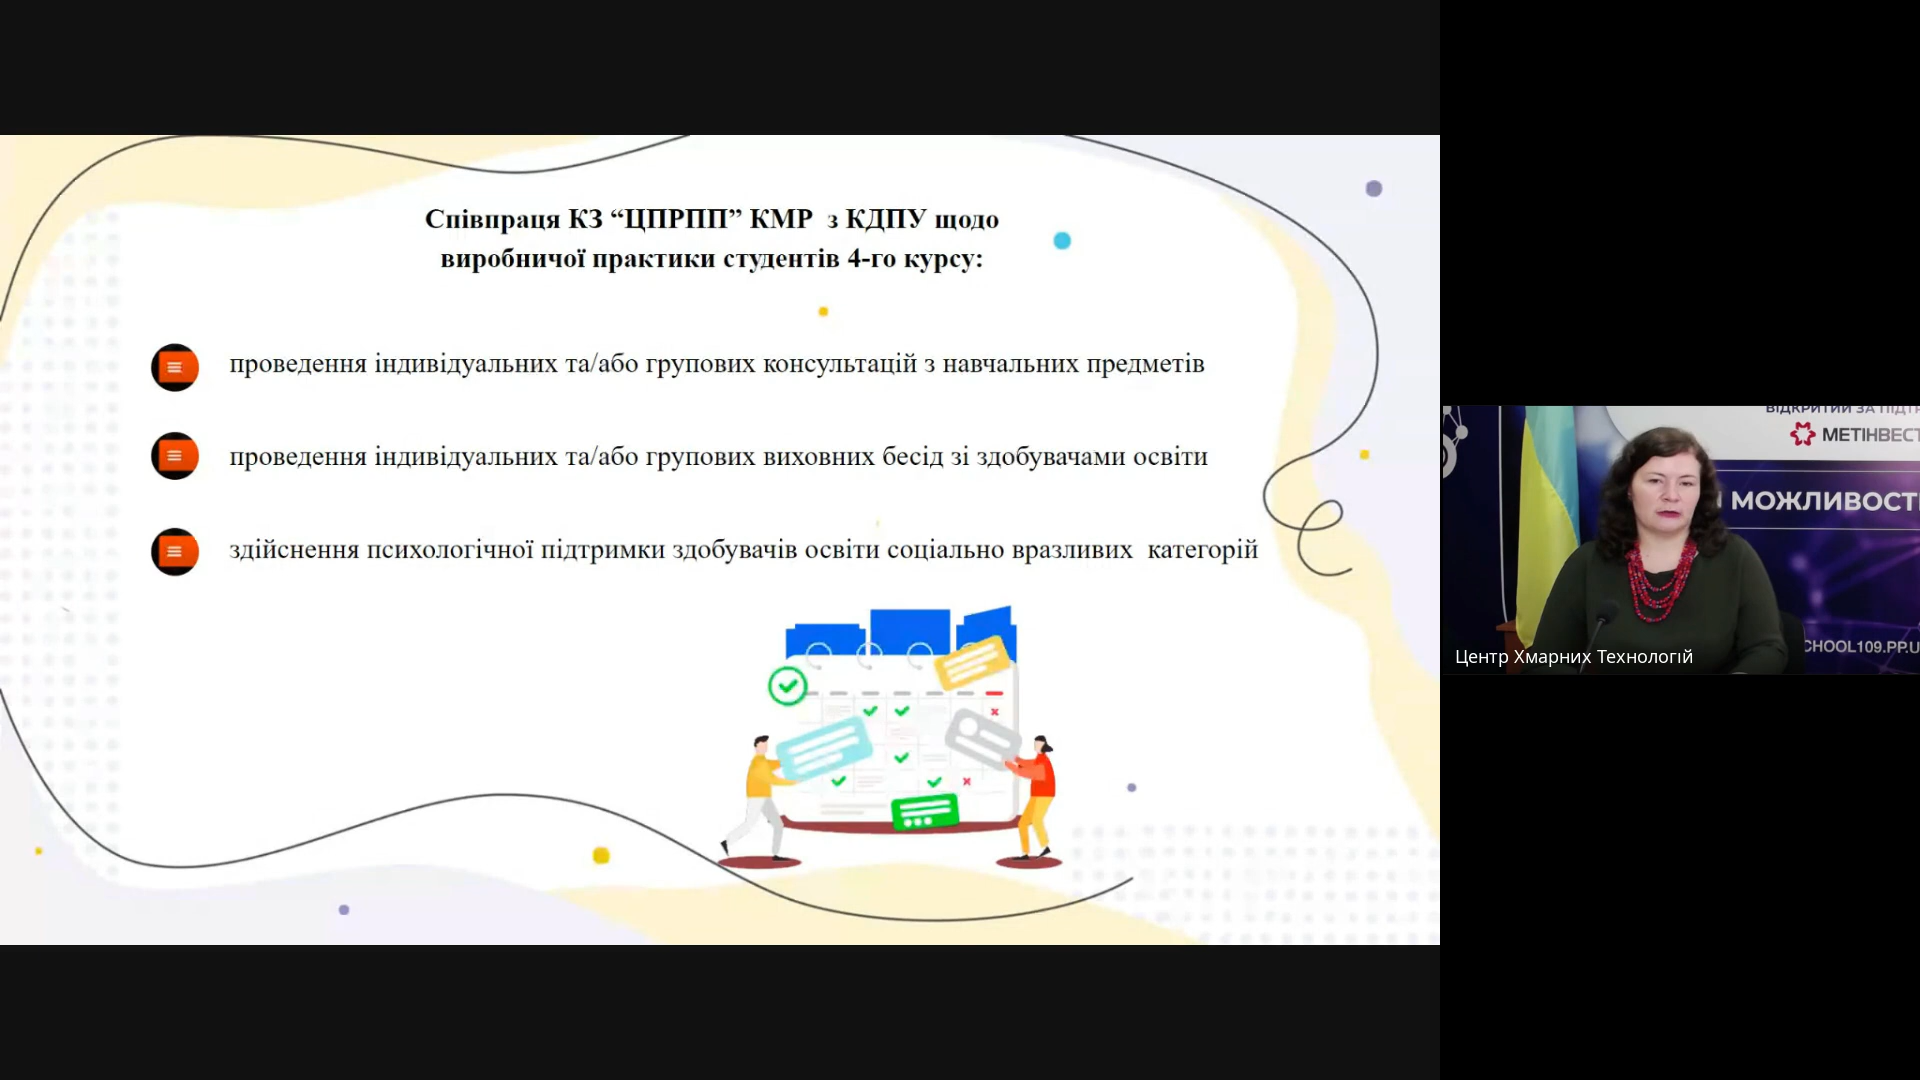 Співпраця КЗ “ЦПРПП” КМР з КДПУ щодо
виробничої практики студентів 4-го курсу:
проведення індивідуальних та/або групових консультацій з навчальних предметів
проведення індивідуальних та/або групових виховних бесід зі здобувачами освіти
здійснення психологічної підтримки здобувачів освіти соціально вразливих категорій
ВІДКРИТИЙ ЗА
МЕТІНВЕСТ
МОЖЛИВОСТ
CHOOL109.PP.U
Центр Хмарних Технологій